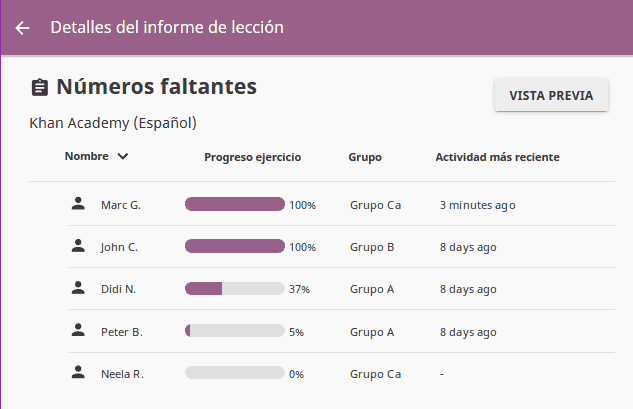 Detalles del informe de lección
Números faltantes
VISTA PREVIA
Khan Academy (Español)
Nombre Progreso ejercicio Grupo Actividad más reciente
Marc G. 100% Grupo Ca 3 minutes ago
John C. 100% Grupo B 8 days ago
Didi N. 37% Grupo A 8 days ago
Peter B. 5% Grupo A 8 days ago
Neela R. 0% Grupo Ca -